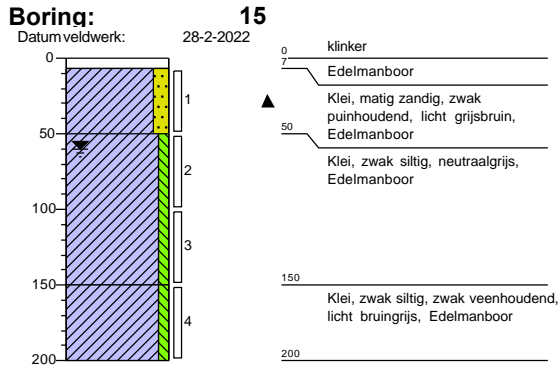 Boring: 15
Datum veldwerk: 28-2-2022
0
50
100
150
200
1
2
3
4
0
klinker
7
Edelmanboor
Klei, matig zandig, zwak
puinhoudend, licht grijsbruin,
Edelmanboor
50
Klei, zwak siltig, neutraalgrijs,
Edelmanboor
150
Klei, zwak siltig, zwak veenhoudend,
licht bruingrijs, Edelmanboor
200